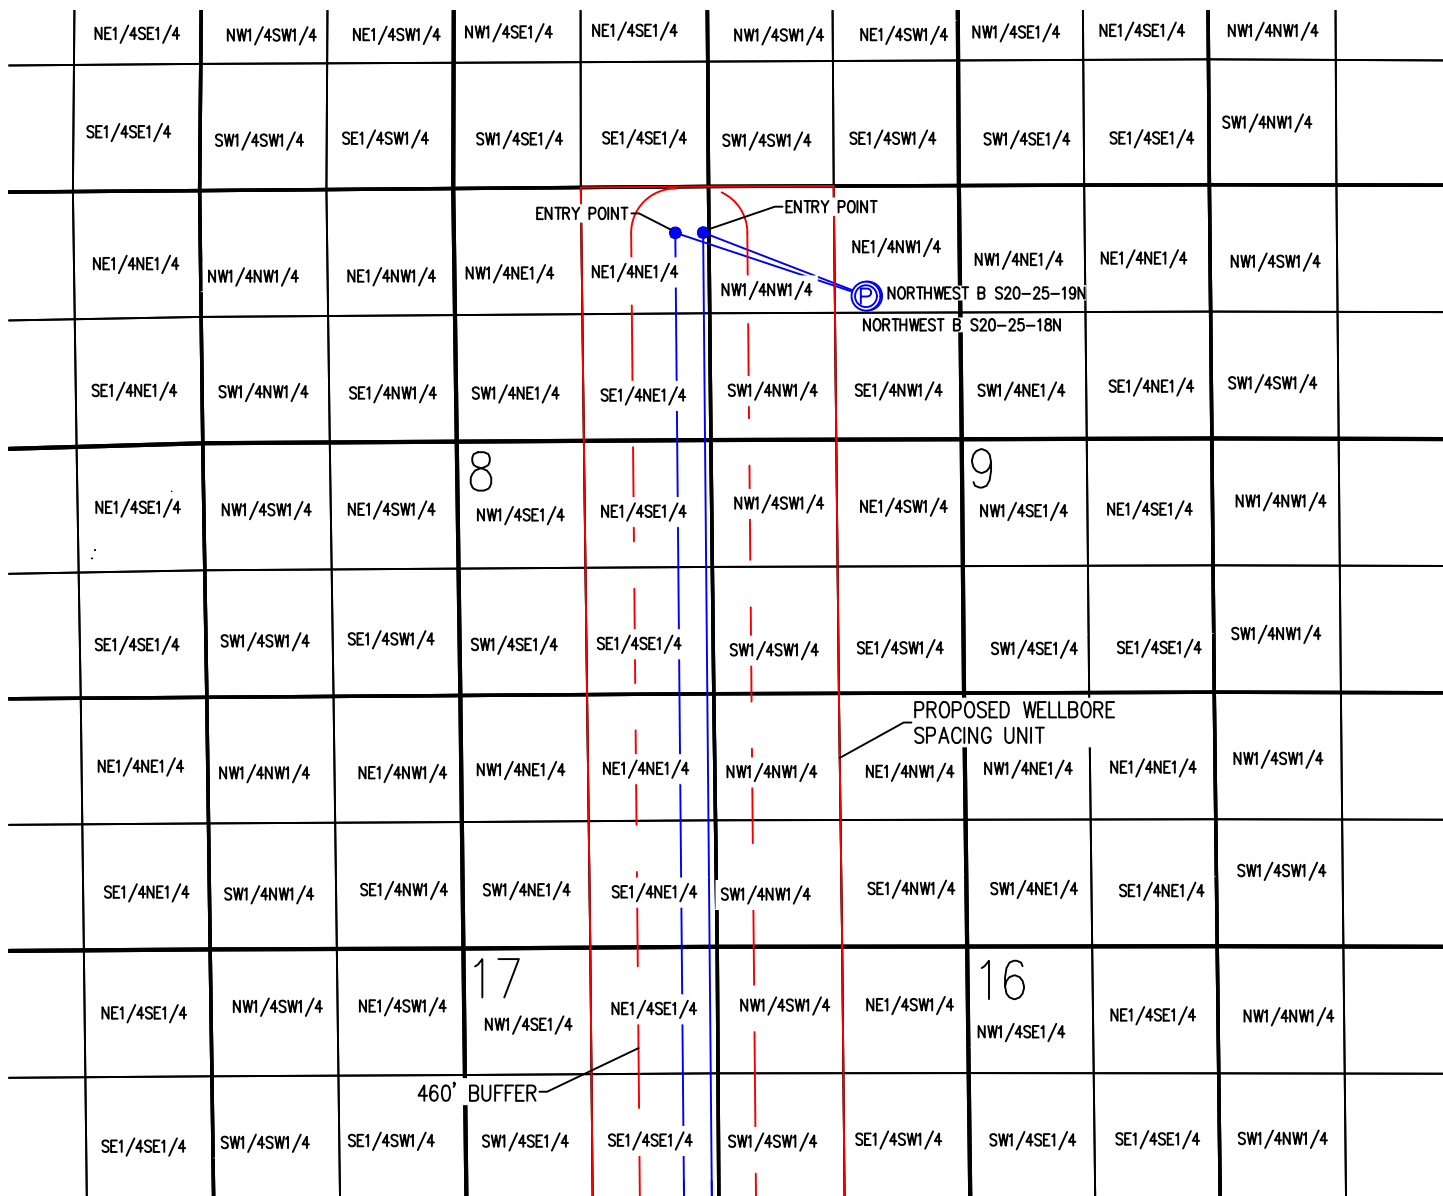 NE1/4SE1/4 NW1/4SW1/4 NE1/4SW1/4 NW1/4SE1/4 NE1/4SE1/4 NW1/4SW1/4 NE1/4SW1/4 NW1/4SE1/4 NE1/4SE1/4 NW1/4NW1/4
SE1/4SE1/4 SW1/4SW1/4 SE1/4SW1/4 SW1/4SE1/4 SE1/4SE1/4 SW1/4SW1/4 SE1/4SW1/4 SW1/4SE1/4 SE1/4SE1/4 SW1/4NW1/4
ENTRY POINT ENTRY POINT
NE1/4NE1/4 NW1/4NW1/4 NE1/4NW1/4 NW1/4NE1/4 NE1/4NE1/4 NW1/4NW1/4 NE1/4NW1/4 NW1/4NE1/4 NE1/4NE1/4 NW1/4SW1/4
P NORTHWEST B S20-25-19N
NORTHWEST B S20-25-18N
SE1/4NE1/4 SW1/4NW1/4 SE1/4NW1/4 SW1/4NE1/4 SE1/4NE1/4 SW1/4NW1/4 SE1/4NW1/4 SW1/4NE1/4 SE1/4NE1/4 SW1/4SW1/4
8 9
NE1/4SE1/4 NW1/4SW1/4 NE1/4SW1/4 NW1/4SE1/4 NE1/4SE1/4 NW1/4SW1/4 NE1/4SW1/4 NW1/4SE1/4 NE1/4SE1/4 NW1/4NW1/4
SE1/4SE1/4 SW1/4SW1/4 SE1/4SW1/4 SW1/4SE1/4 SE1/4SE1/4 SW1/4SW1/4 SE1/4SW1/4 SW1/4SE1/4 SE1/4SE1/4 SW1/4NW1/4
PROPOSED WELLBORE
SPACING UNIT
NE1/4NE1/4 NW1/4NW1/4 NE1/4NW1/4 NW1/4NE1/4 NE1/4NE1/4 NW1/4NW1/4 NE1/4NW1/4 NW1/4NE1/4 NE1/4NE1/4 NW1/4SW1/4
SE1/4NE1/4 SW1/4NW1/4 SE1/4NW1/4 SW1/4NE1/4 SE1/4NE1/4 SW1/4NW1/4 SE1/4NW1/4 SW1/4NE1/4 SE1/4NE1/4 SW1/4SW1/4
17 16
NE1/4SE1/4 NW1/4SW1/4 NE1/4SW1/4 NW1/4SE1/4 NE1/4SE1/4 NW1/4SW1/4 NE1/4SW1/4 NW1/4SE1/4 NE1/4SE1/4 NW1/4NW1/4
460' BUFFER
SE1/4SE1/4 SW1/4SW1/4 SE1/4SW1/4 SW1/4SE1/4 SE1/4SE1/4 SW1/4SW1/4 SE1/4SW1/4 SW1/4SE1/4 SE1/4SE1/4 SW1/4NW1/4